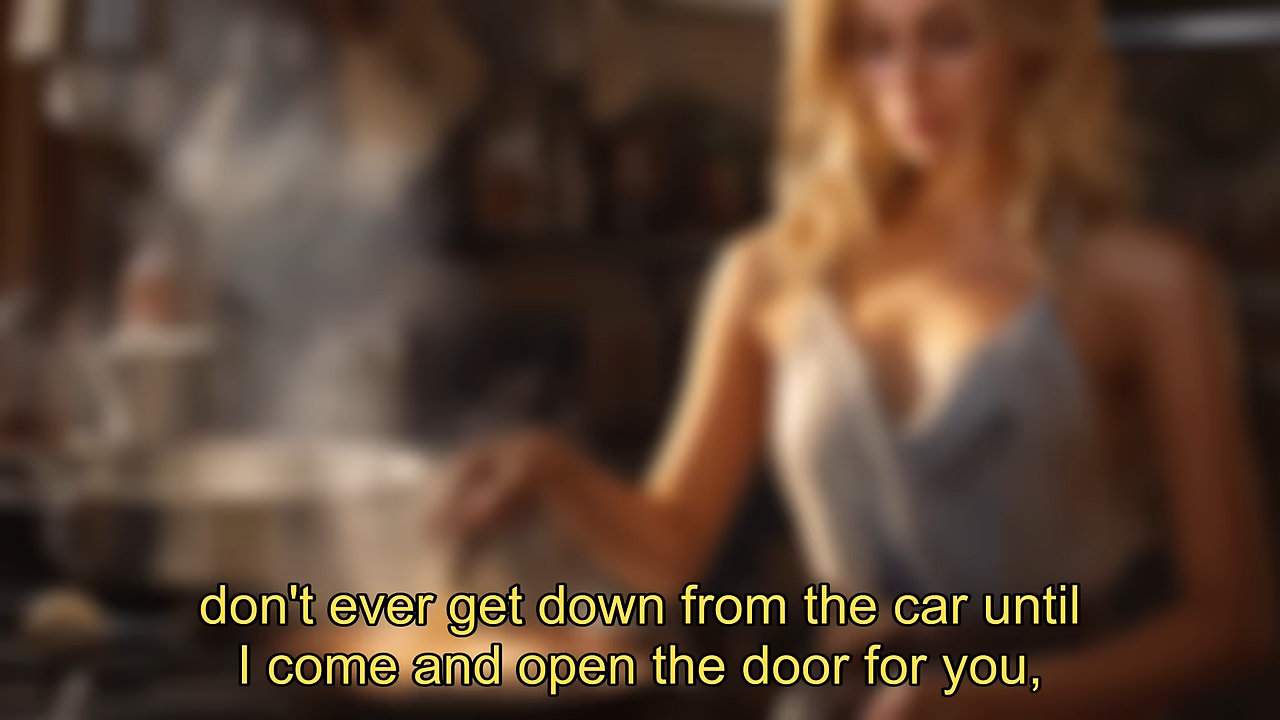 don't ever get down from the car until
I come and open the door for you,